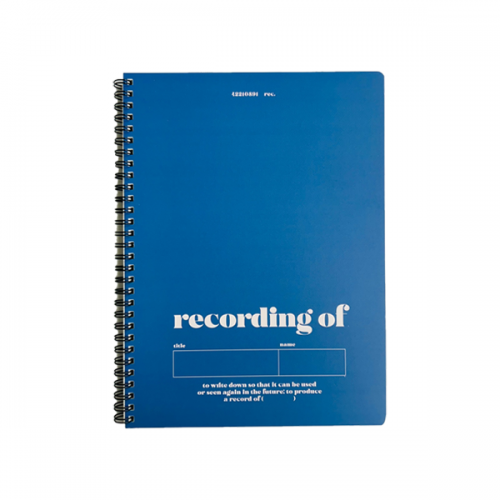 rec.
recording of
title name
to write down so that it can be used
or seen again in the future; to produce
a record of ( )